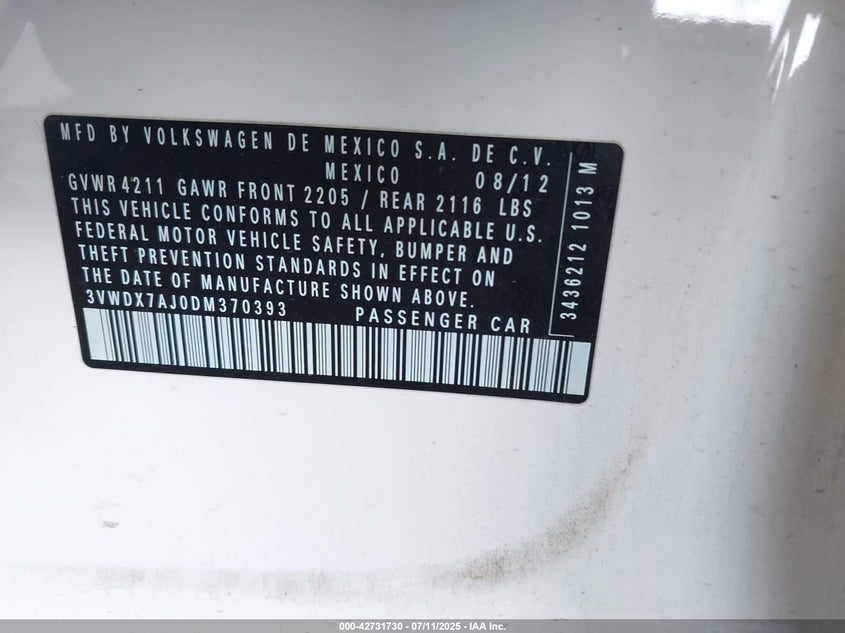 MFD BY VOLKSWAGEN DE MEXICO S.A. DE C.V.
MEXICO 08/12
GVWR 4211 GAWR FRONT 2205 / REAR 2116 LBS
THIS VEHICLE CONFORMS TO ALL APPLICABLE U.S.
FEDERAL MOTOR VEHICLE SAFETY, BUMPER AND
THEFT PREVENTION STANDARDS IN EFFECT ON
THE DATE OF MANUFACTURE SHOWN ABOVE.
3VWDX7AJ0DM370393 PASSENGER CAR
3436212 1013 M
000-42731730 - 07/11/2025 - IAA Inc.